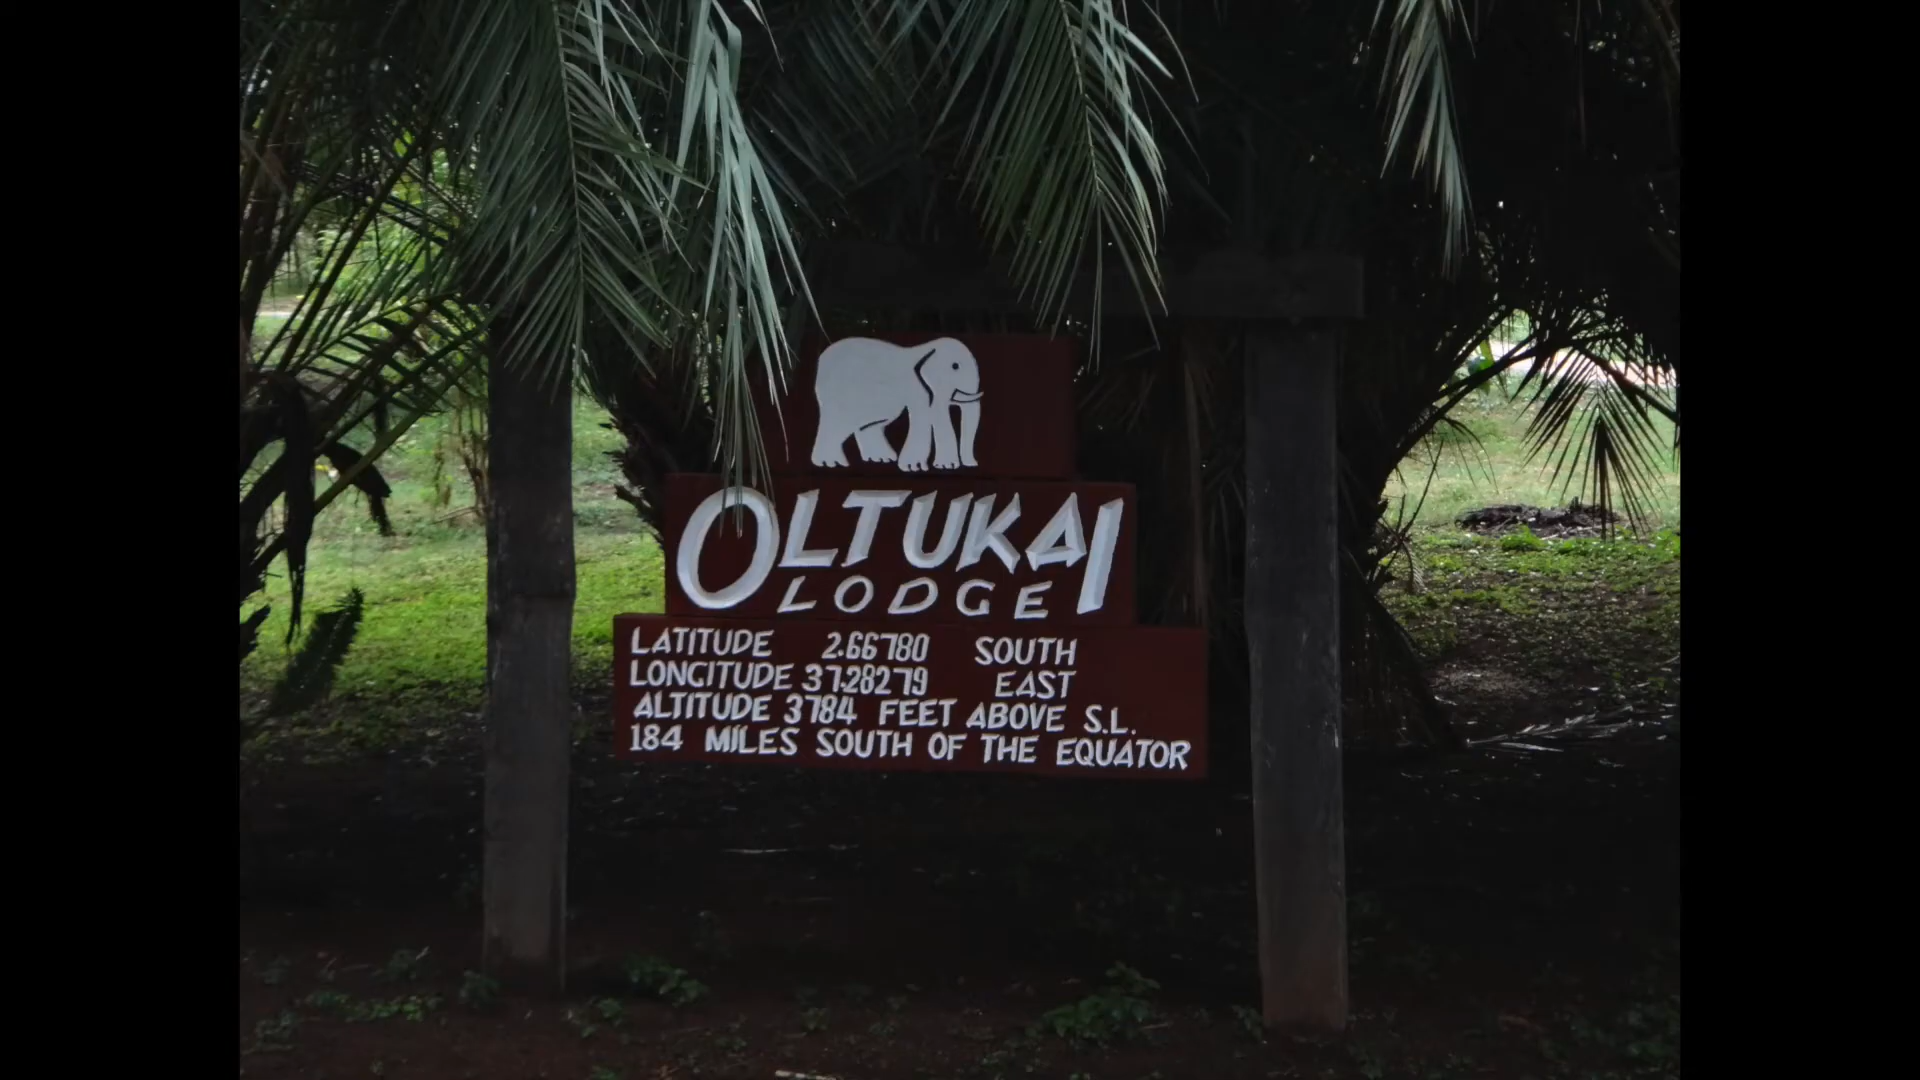 OLTUKAI
LODGE
LATITUDE 2.66780 SOUTH
LONGITUDE 37.28279 EAST
ALTITUDE 3784 FEET ABOVE S.L.
184 MILES SOUTH OF THE EQUATOR